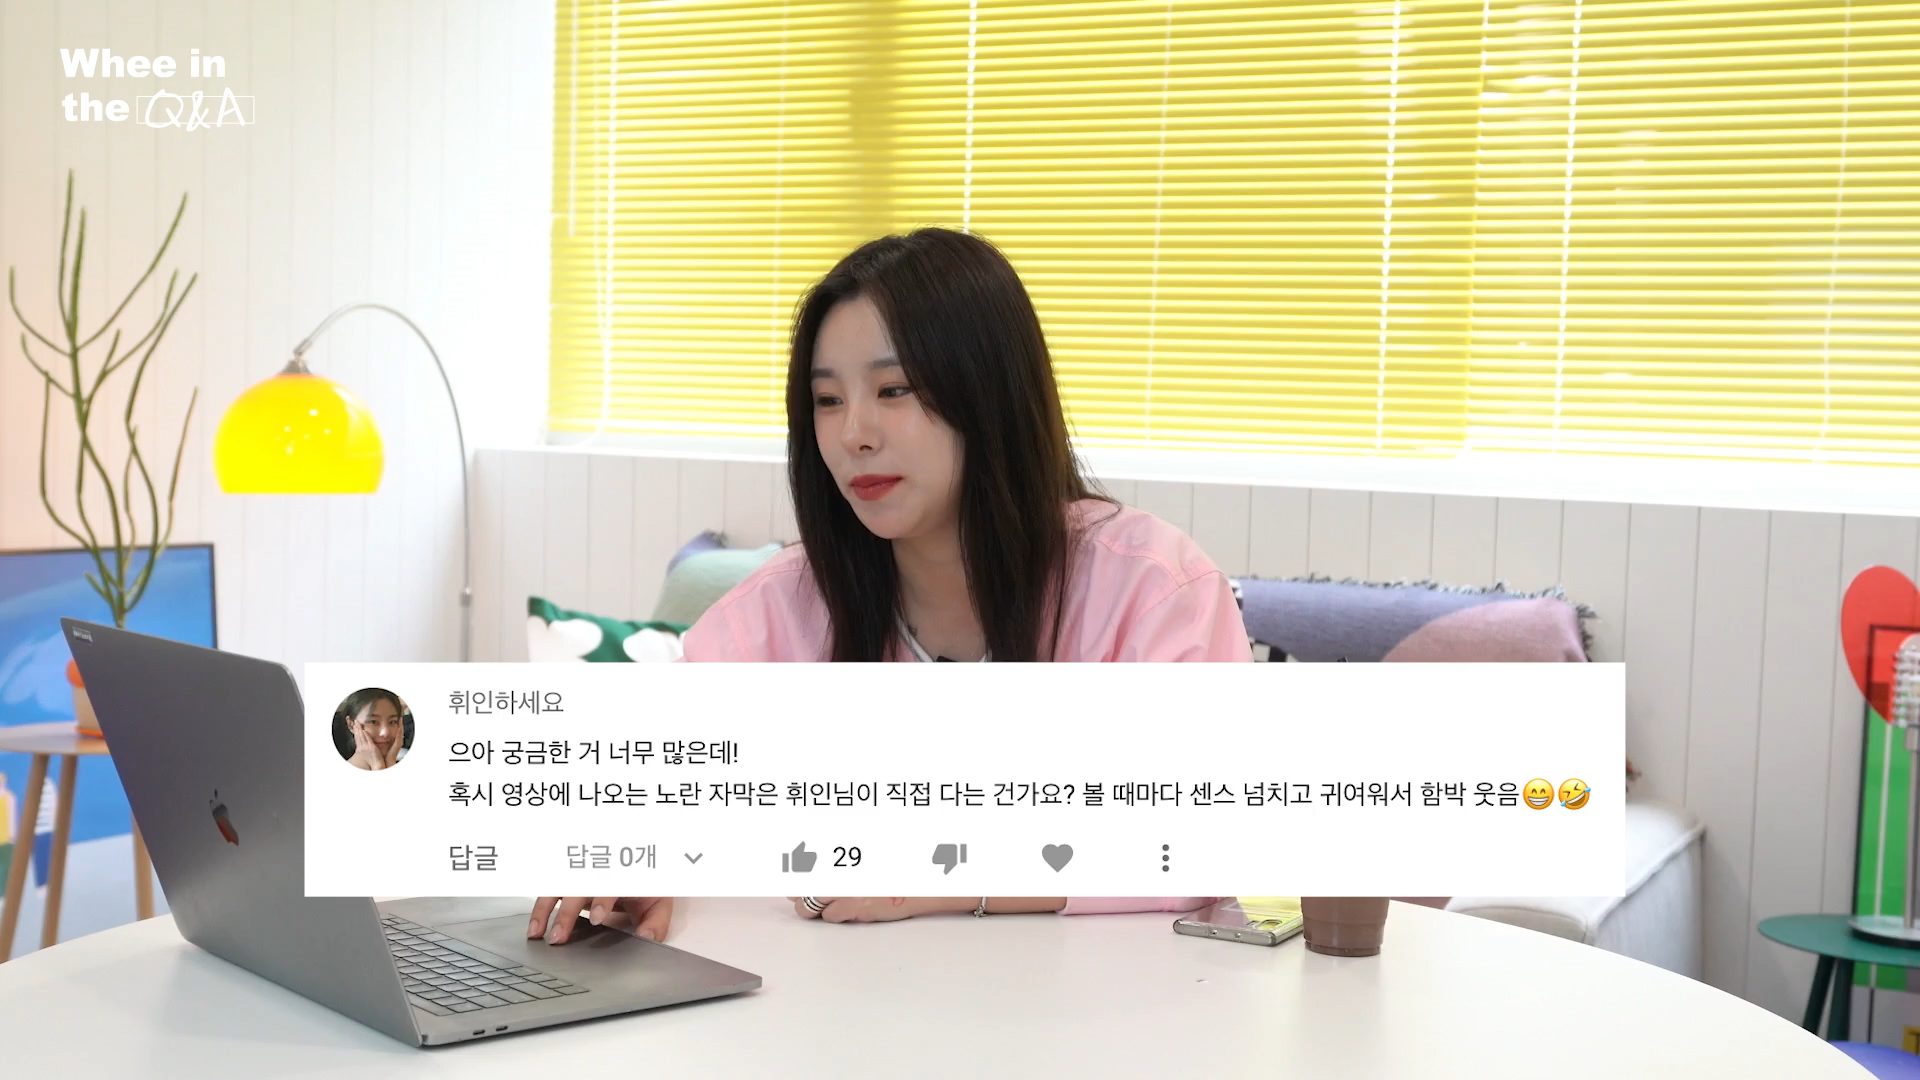 Whee in
the Q&A
휘인하세요
으아 궁금한 거 너무 많은데!
혹시 영상에 나오는 노란 자막은 휘인님이 직접 다는 건가요? 볼 때마다 센스 넘치고 귀여워서 함박 웃음😁🤣
답글 답글 0개 29